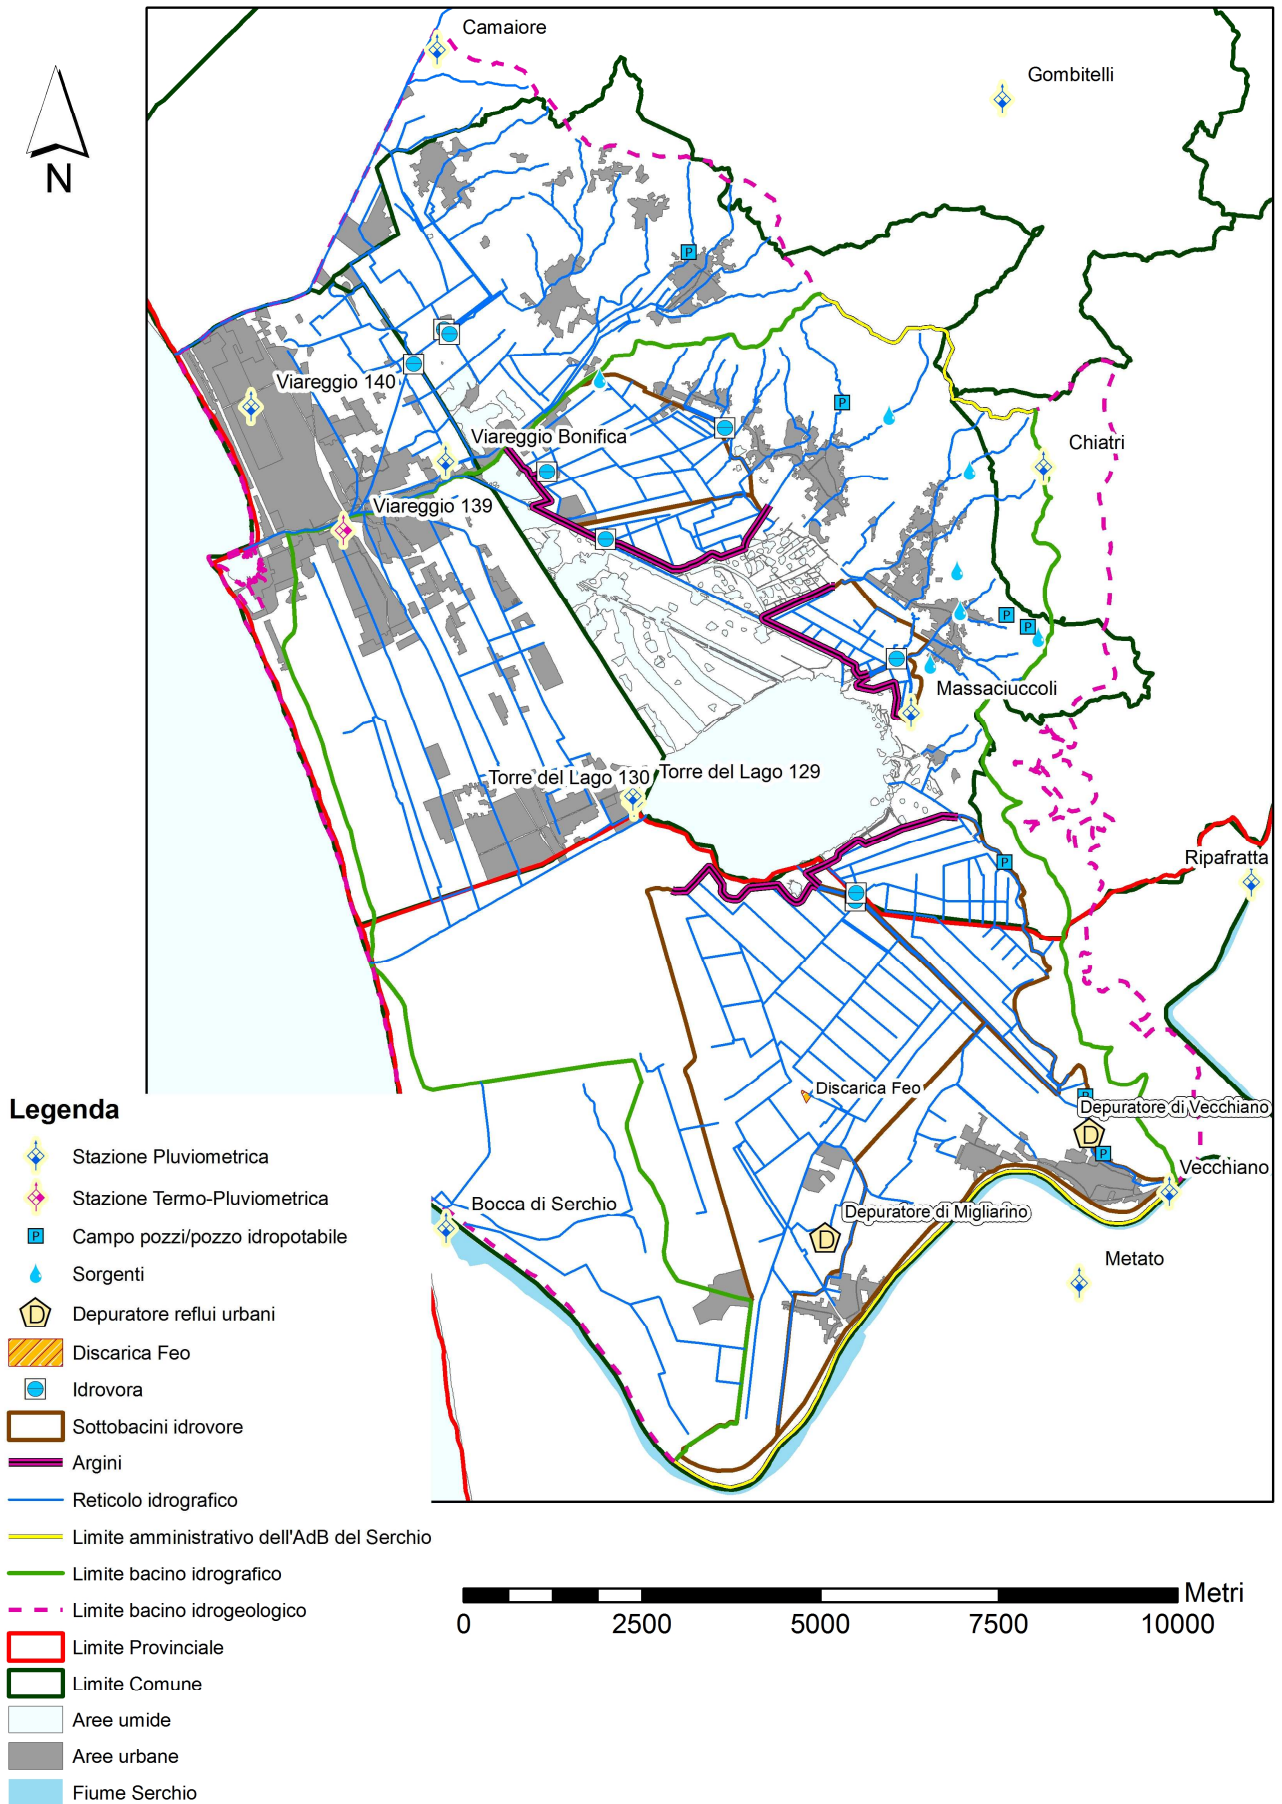 Camaiore
Gombitelli
N
Viareggio 140
Viareggio Bonifica
Chiatri
Viareggio 139
Massaciuccoli
Torre del Lago 130
Torre del Lago 129
Ripafratta
Discarica Feo
Depuratore di Vecchiano
Vecchiano
Bocca di Serchio
Depuratore di Migliarino
Metato
P
P
P
P
P
P
P
D
D
Legenda
Stazione Pluviometrica
Stazione Termo-Pluviometrica
P Campo pozzi/pozzo idropotabile
Sorgenti
D Depuratore reflui urbani
Discarica Feo
Idrovora
Sottobacini idrovore
Argini
Reticolo idrografico
Limite amministrativo dell'AdB del Serchio
Limite bacino idrografico
Limite bacino idrogeologico
Limite Provinciale
Limite Comune
Aree umide
Aree urbane
Fiume Serchio
Metri
0 2500 5000 7500 10000